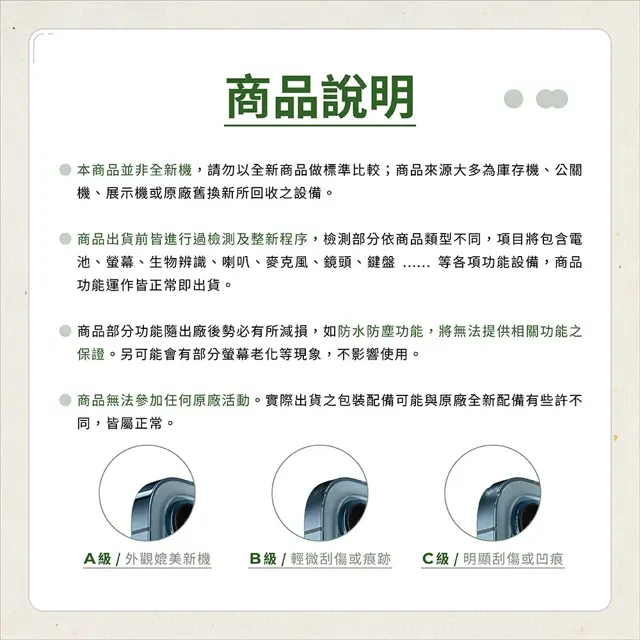 商品說明
本商品並非全新機，請勿以全新商品做標準比較；商品來源大多為庫存機、公關
機、展示機或原廠舊換新所回收之設備。
商品出貨前皆進行過檢測及整新程序，檢測部分依商品類型不同，項目將包含電
池、螢幕、生物辨識、喇叭、麥克風、鏡頭、鍵盤 …… 等各項功能設備，商品
功能運作皆正常即出貨。
商品部分功能隨出廠後勢必有所減損，如防水防塵功能，將無法提供相關功能之
保證。另可能會有部分螢幕老化等現象，不影響使用。
商品無法參加任何原廠活動。實際出貨之包裝配備可能與原廠全新配備有些許不
同，皆屬正常。
A級 / 外觀媲美新機
B級 / 輕微刮傷或痕跡
C級 / 明顯刮傷或凹痕